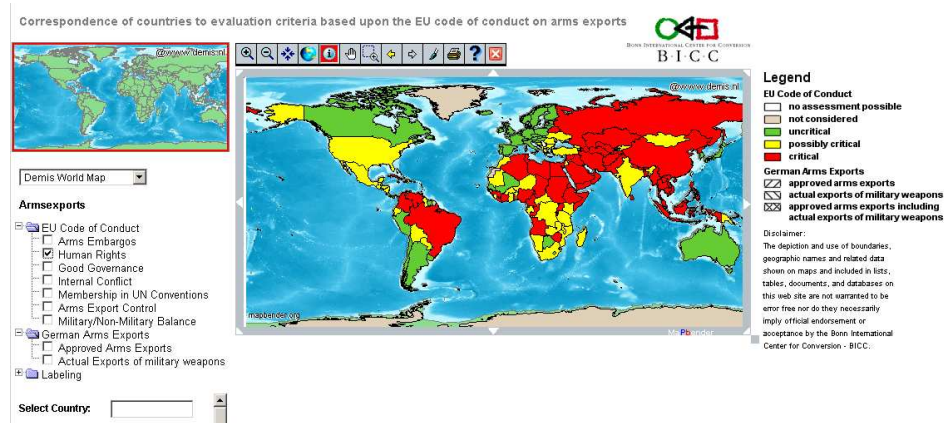 Correspondence of countries to evaluation criteria based upon the EU code of conduct on arms exports
BONN INTERNATIONAL CENTER FOR CONVERSION
B·I·C·C
@www.demis.nl
@www.demis.nl
mapbender.org
MaPbender
Demis World Map
Armsexports
EU Code of Conduct
Arms Embargos
Human Rights
Good Governance
Internal Conflict
Membership in UN Conventions
Arms Export Control
Military/Non-Military Balance
German Arms Exports
Approved Arms Exports
Actual Exports of military weapons
Labeling
Select Country:
Legend
EU Code of Conduct
no assessment possible
not considered
uncritical
possibly critical
critical
German Arms Exports
approved arms exports
actual exports of military weapons
approved arms exports including
actual exports of military weapons
Disclaimer:
The depiction and use of boundaries,
geographic names and related data
shown on maps and included in lists,
tables, documents, and databases on
this web site are not warranted to be
error free nor do they necessarily
imply official endorsement or
acceptance by the Bonn International
Center for Conversion - BICC.